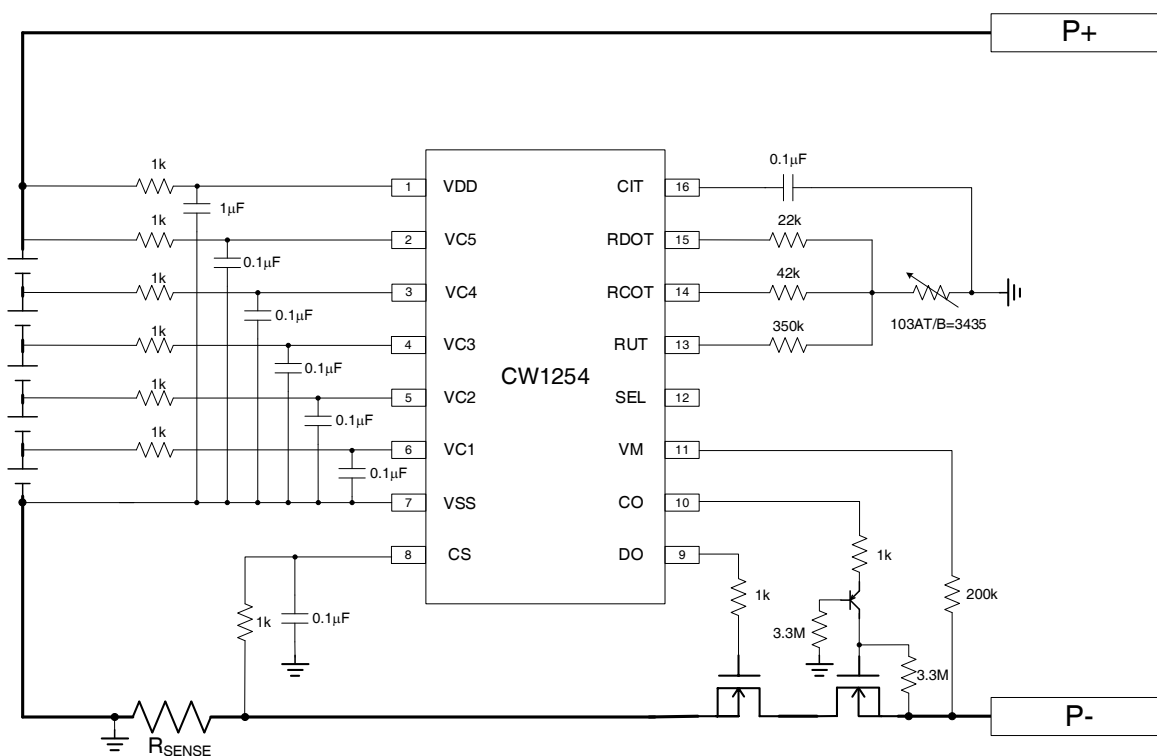 P+
1k
1 VDD
CIT 16
0.1µF
1µF
1k
2 VC5
RDOT 15
22k
0.1µF
1k
3 VC4
RCOT 14
42k
0.1µF
103AT/B=3435
1k
4 VC3
RUT 13
350k
0.1µF
CW1254
1k
5 VC2
SEL 12
0.1µF
1k
6 VC1
VM 11
0.1µF
7 VSS
CO 10
8 CS
DO 9
1k
1k
200k
1k
0.1µF
3.3M
3.3M
P-
RSENSE